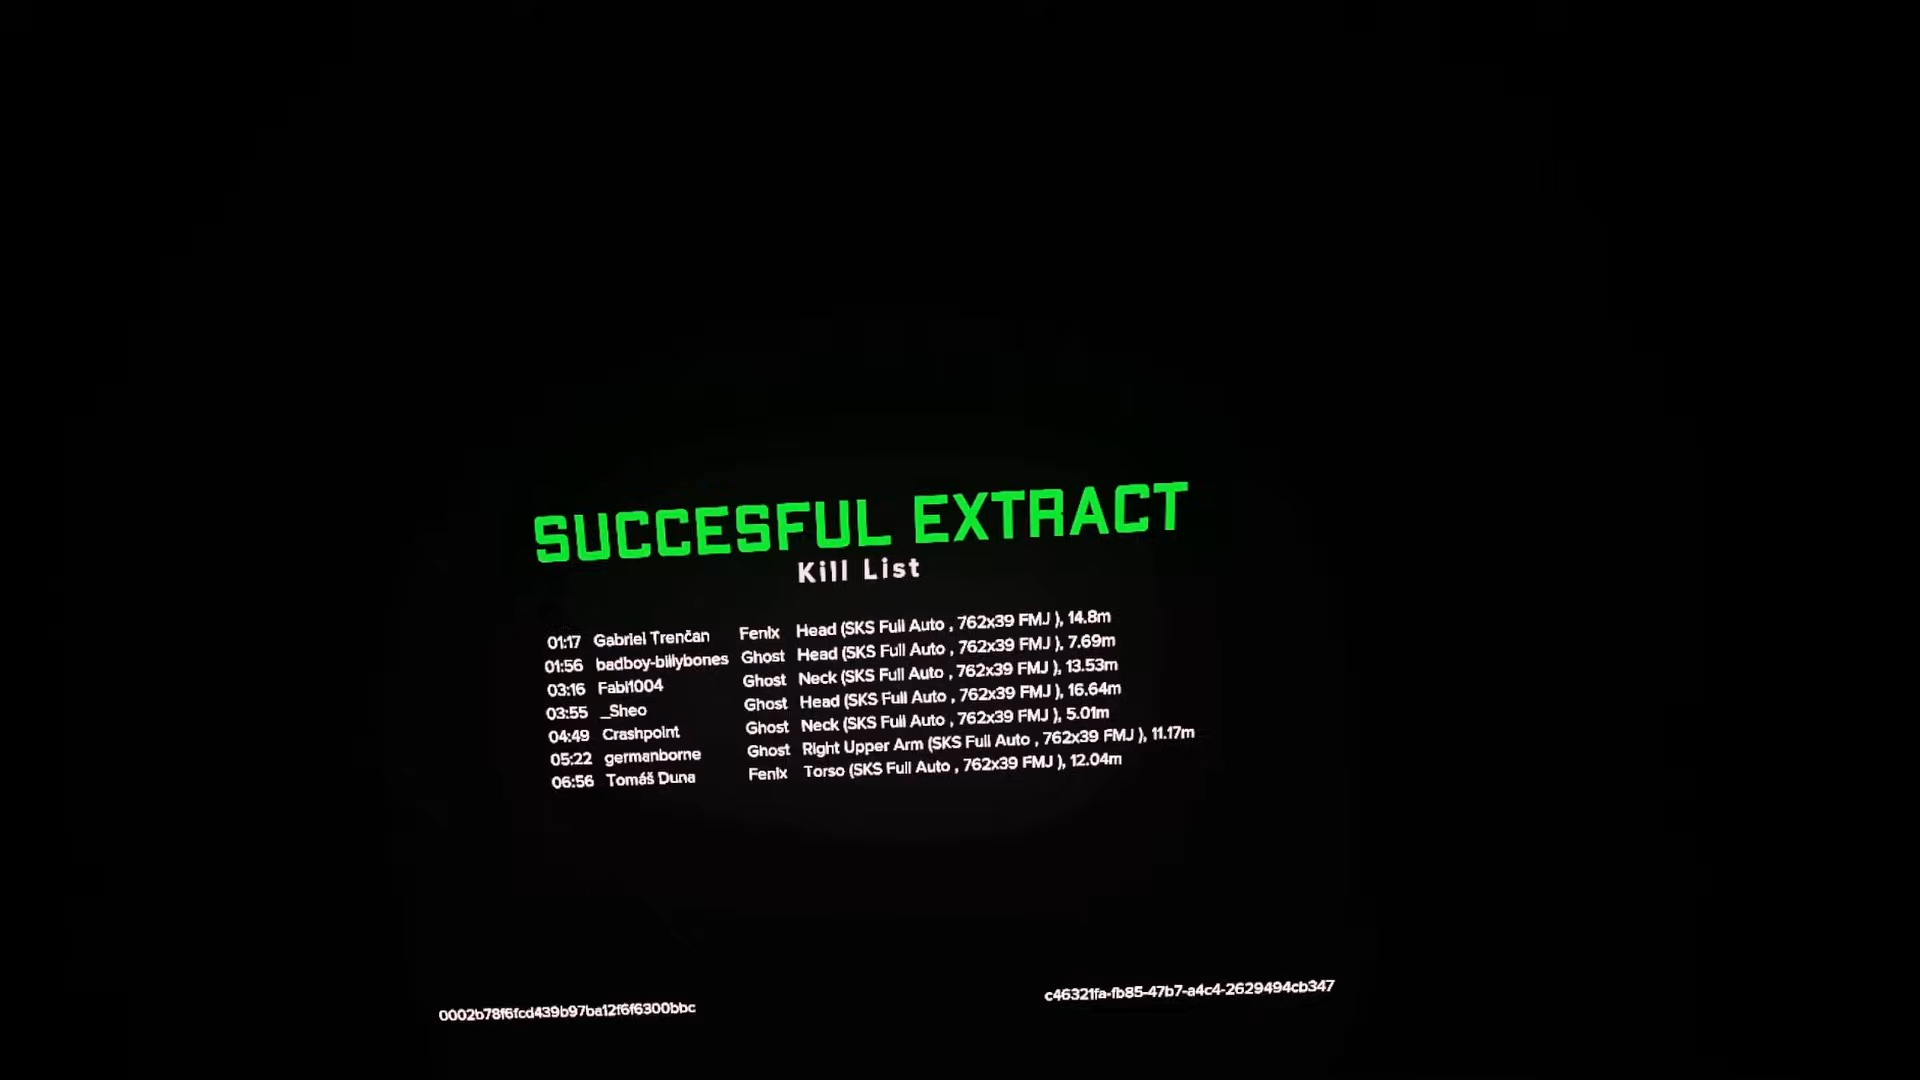 SUCCESFUL EXTRACT
Kill List
01:17 Gabriel Trenčan Fenix Head (SKS Full Auto , 762x39 FMJ ), 14.8m
01:56 badboy-billybones Ghost Head (SKS Full Auto , 762x39 FMJ ), 7.69m
03:16 Fabi1004 Ghost Neck (SKS Full Auto , 762x39 FMJ ), 13.53m
03:55 _Sheo Ghost Head (SKS Full Auto , 762x39 FMJ ), 16.64m
04:49 Crashpoint Ghost Neck (SKS Full Auto , 762x39 FMJ ), 5.01m
05:22 germanborne Ghost Right Upper Arm (SKS Full Auto , 762x39 FMJ ), 11.17m
06:56 Tomáš Duna Fenix Torso (SKS Full Auto , 762x39 FMJ ), 12.04m
0002b78f6fcd439b97ba12f6f6300bbc
c46321fa-fb85-47b7-a4c4-2629494cb347